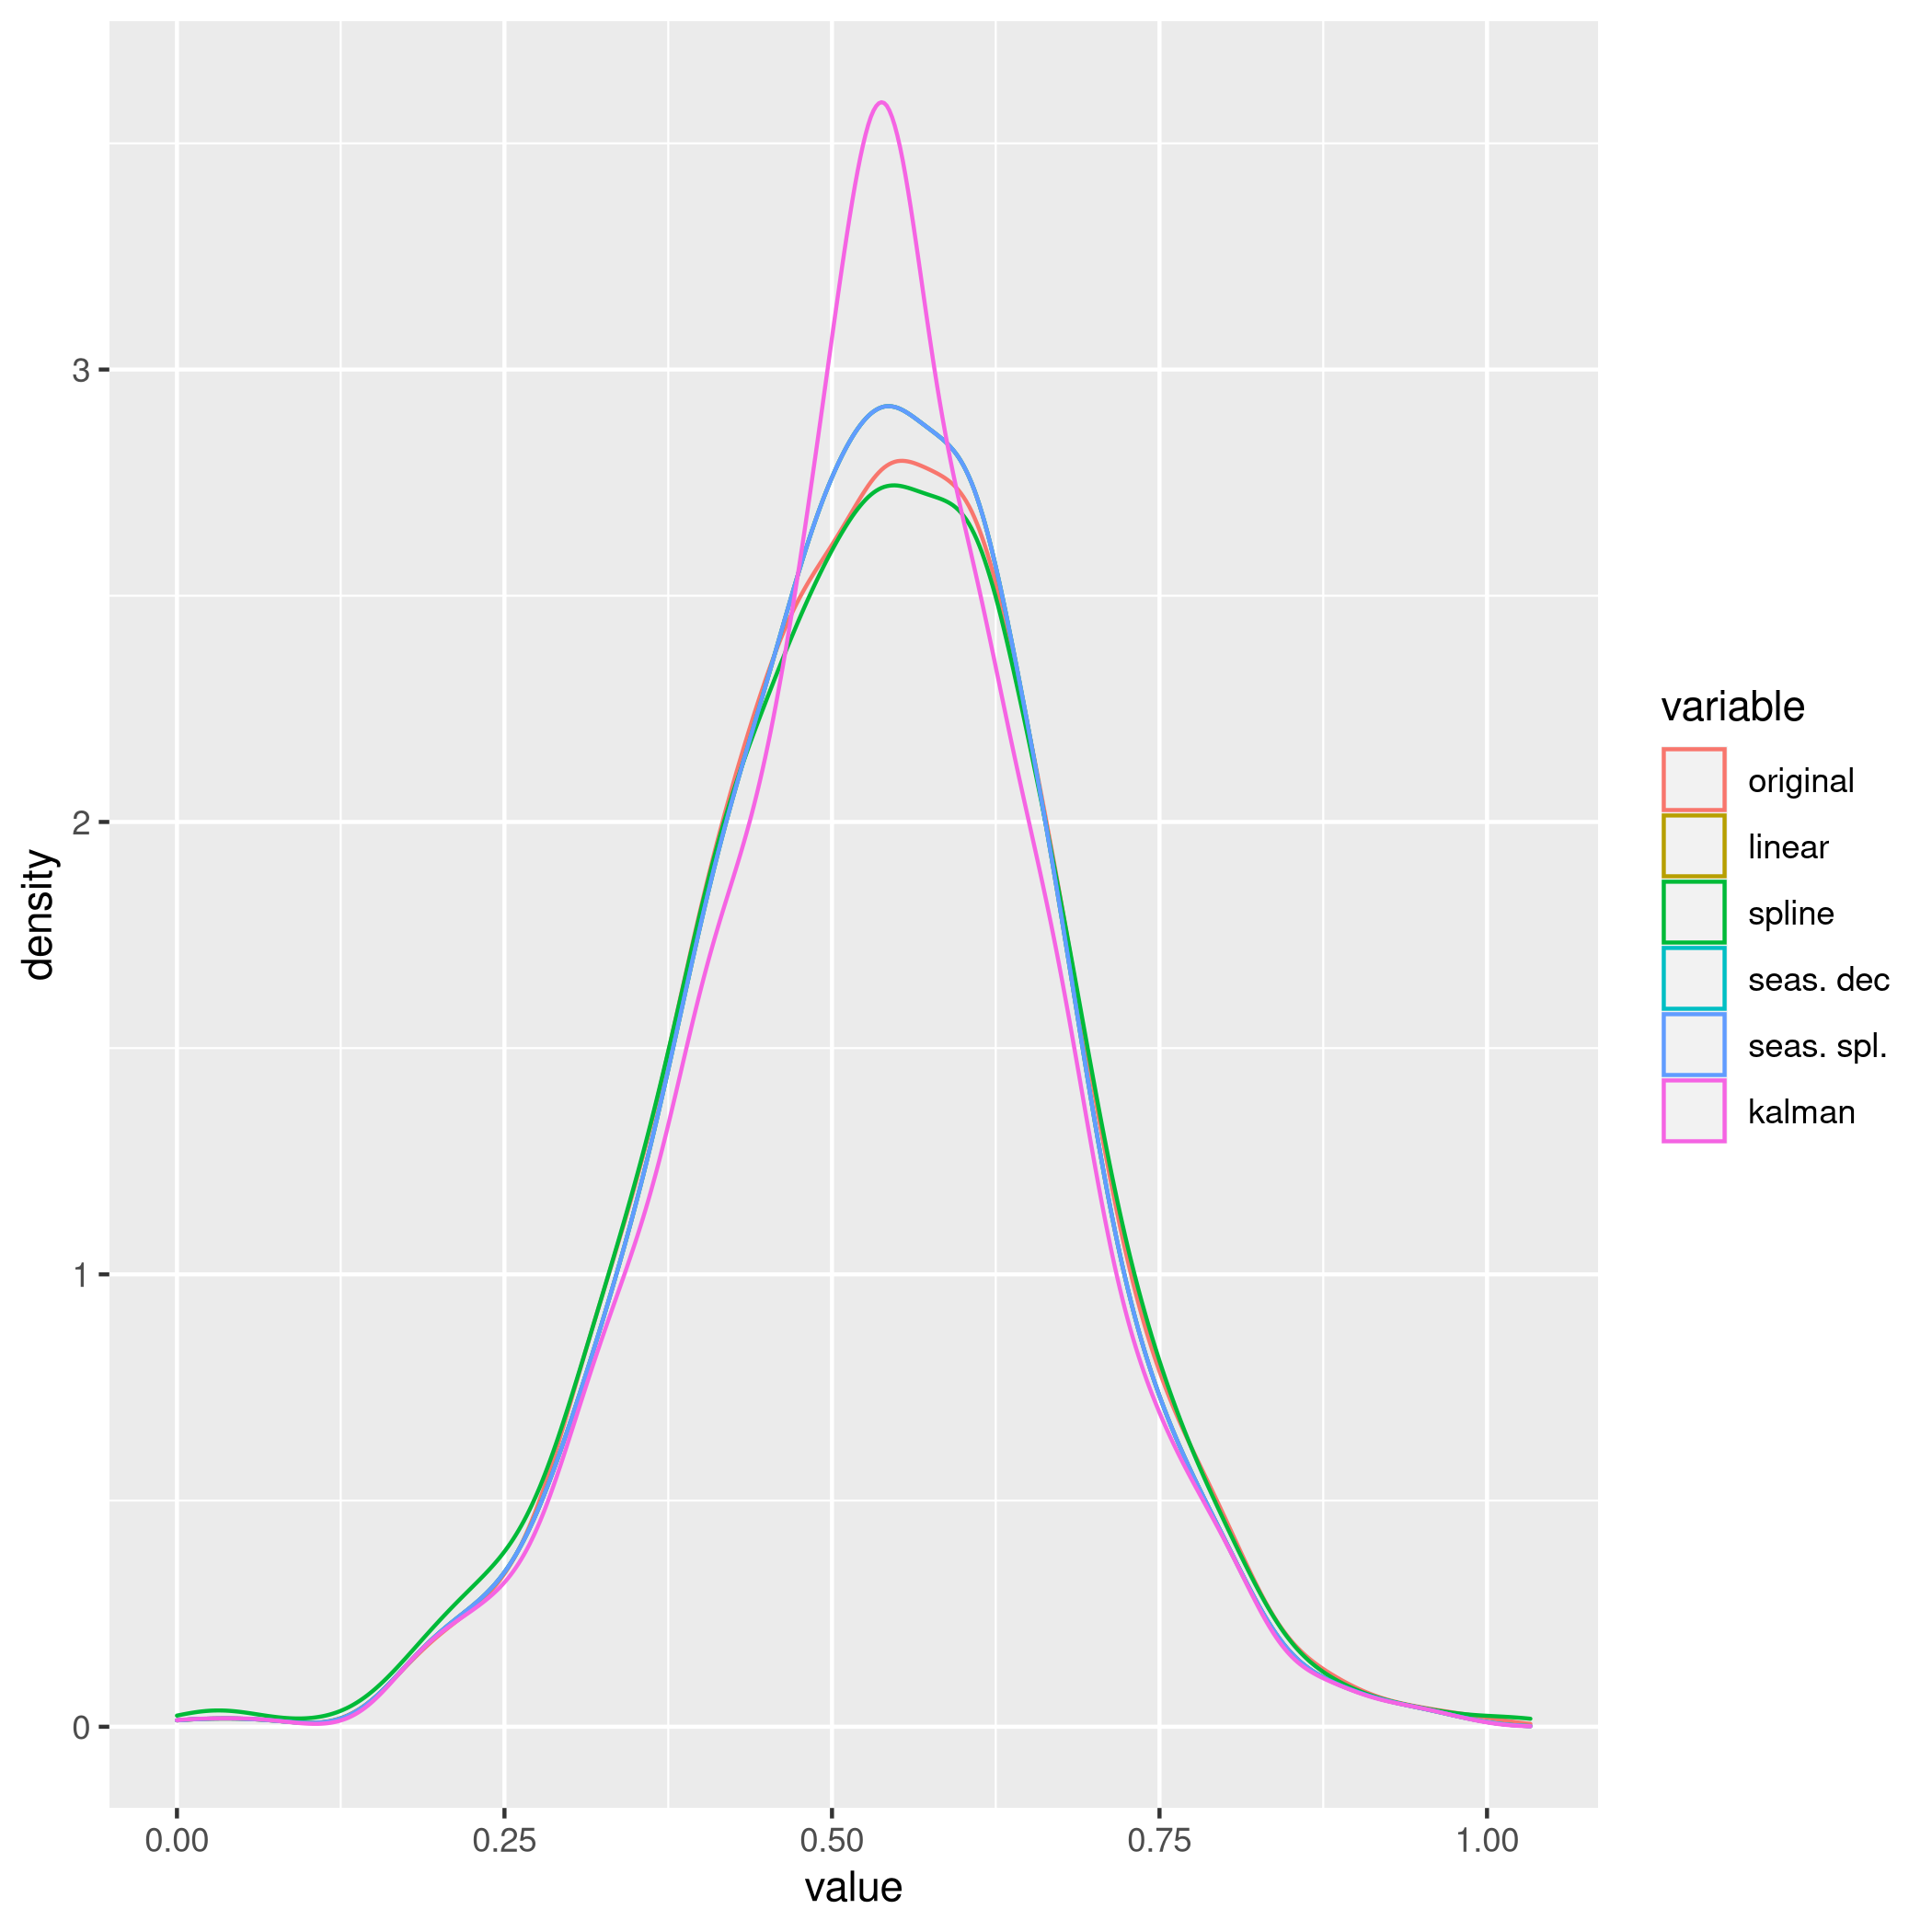 3
2
1
0
density
0.00 0.25 0.50 0.75 1.00
value
variable
original
linear
spline
seas. dec
seas. spl.
kalman